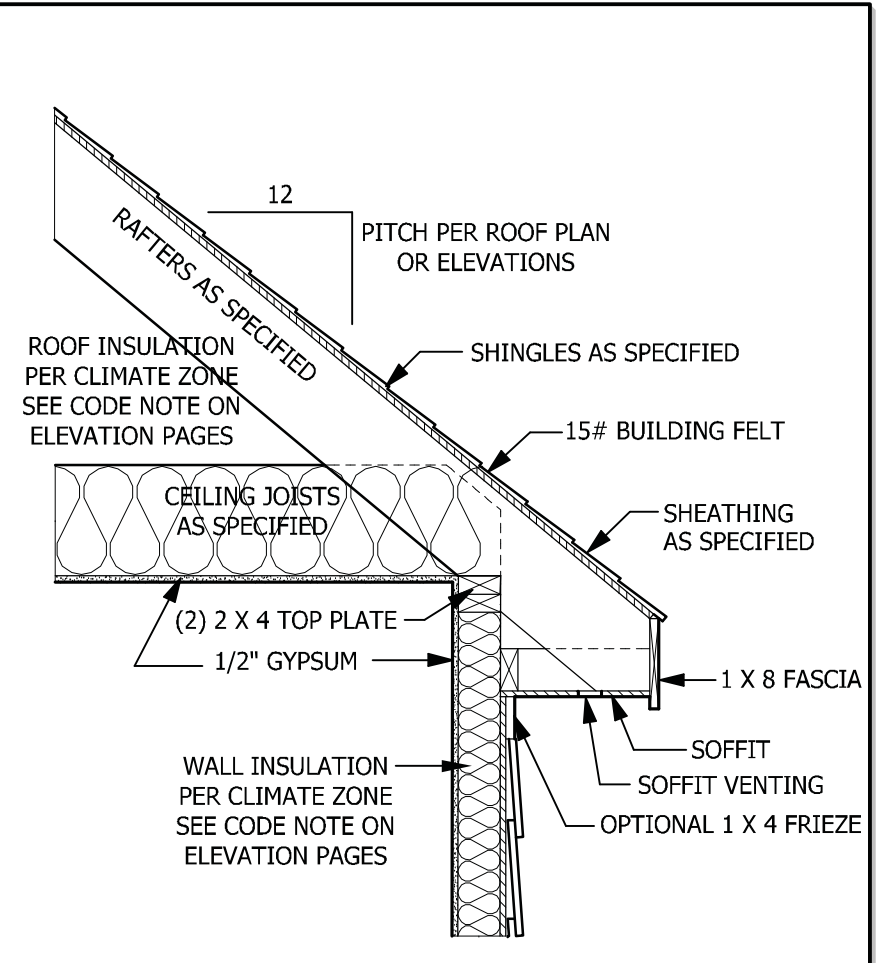 12
PITCH PER ROOF PLAN
OR ELEVATIONS
RAFTERS AS SPECIFIED
ROOF INSULATION
PER CLIMATE ZONE
SEE CODE NOTE ON
ELEVATION PAGES
SHINGLES AS SPECIFIED
15# BUILDING FELT
CEILING JOISTS
AS SPECIFIED
SHEATHING
AS SPECIFIED
(2) 2 X 4 TOP PLATE
1/2" GYPSUM
1 X 8 FASCIA
SOFFIT
SOFFIT VENTING
OPTIONAL 1 X 4 FRIEZE
WALL INSULATION
PER CLIMATE ZONE
SEE CODE NOTE ON
ELEVATION PAGES